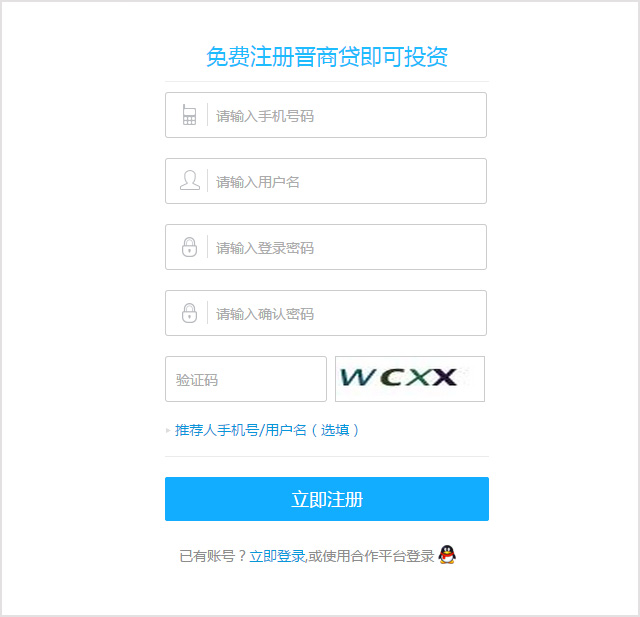 免费注册晋商贷即可投资
请输入手机号码
请输入用户名
请输入登录密码
请输入确认密码
验证码 WCXX
推荐人手机号/用户名（选填）
立即注册
已有账号？立即登录,或使用合作平台登录